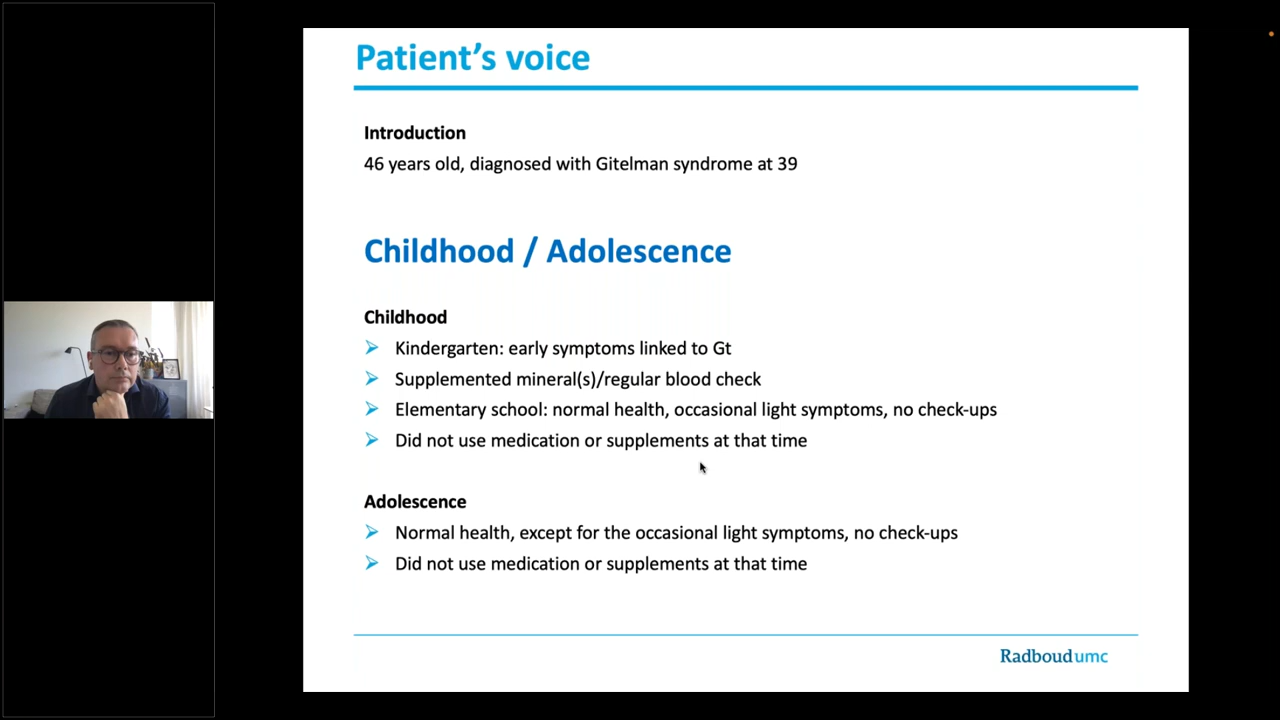 Patient's voice
Introduction
46 years old, diagnosed with Gitelman syndrome at 39
Childhood / Adolescence
Childhood
Kindergarten: early symptoms linked to Gt
Supplemented mineral(s)/regular blood check
Elementary school: normal health, occasional light symptoms, no check-ups
Did not use medication or supplements at that time
Adolescence
Normal health, except for the occasional light symptoms, no check-ups
Did not use medication or supplements at that time
Radboudumc